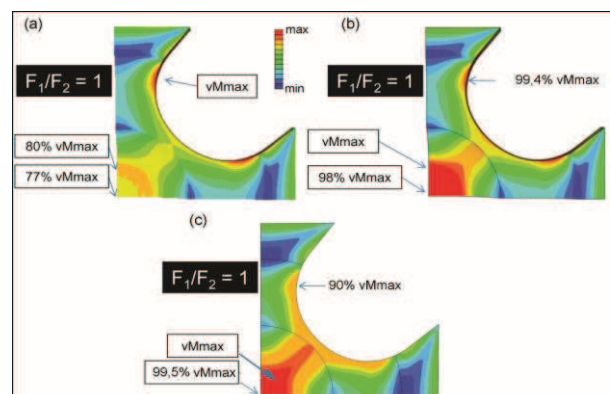 (a)
max
min
F₁/F₂ = 1
vMmax
80% vMmax
77% vMmax
(b)
F₁/F₂ = 1
99,4% vMmax
vMmax
98% vMmax
(c)
F₁/F₂ = 1
90% vMmax
vMmax
99,5% vMmax